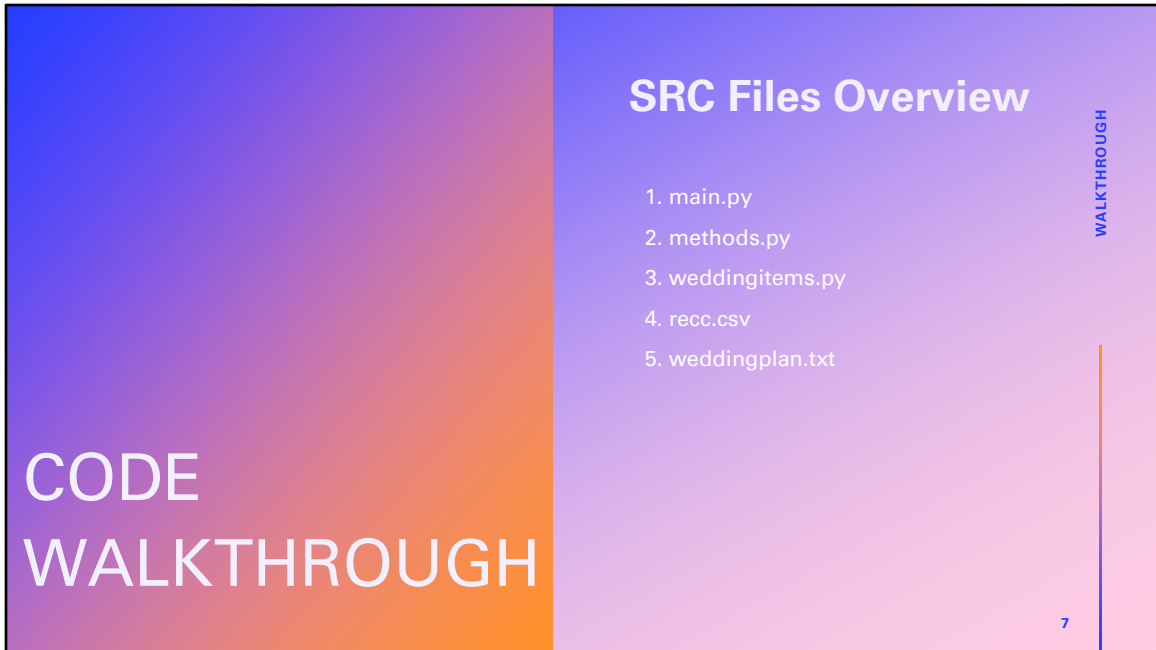 CODE
WALKTHROUGH
SRC Files Overview
1. main.py
2. methods.py
3. weddingitems.py
4. recc.csv
5. weddingplan.txt
WALKTHROUGH
7